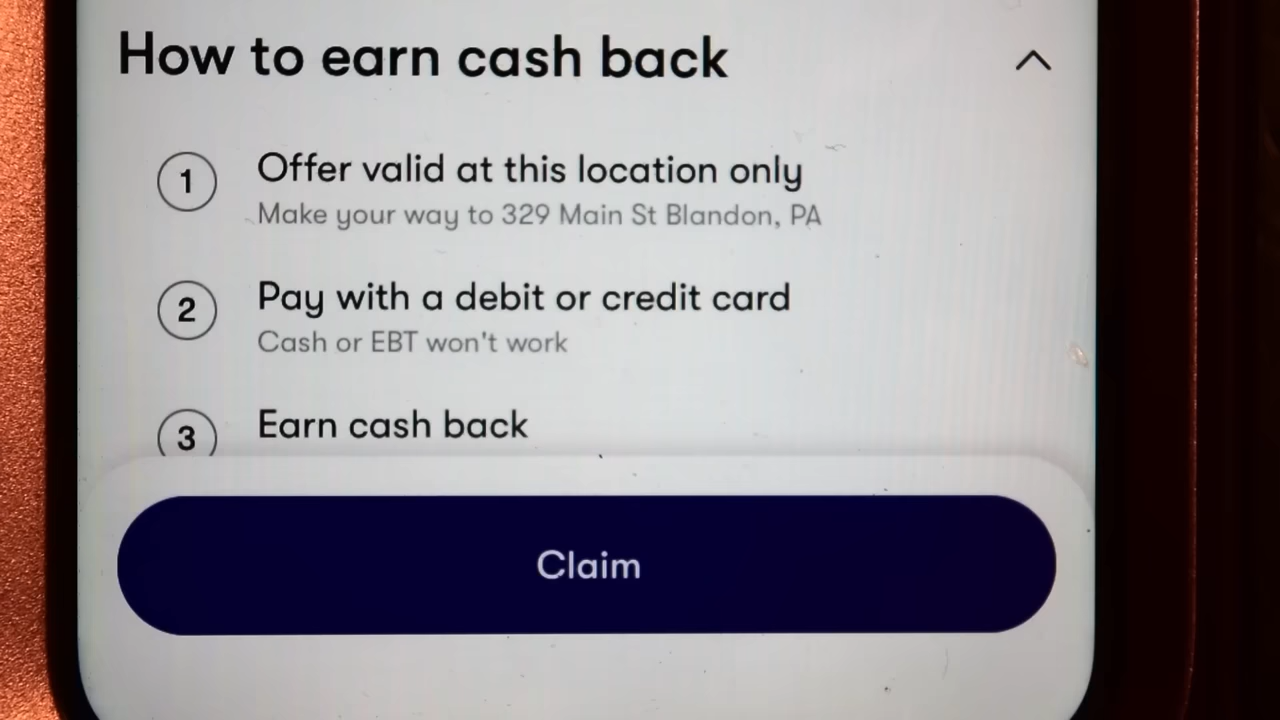 How to earn cash back
1 Offer valid at this location only
Make your way to 329 Main St Blandon, PA
2 Pay with a debit or credit card
Cash or EBT won't work
3 Earn cash back
Claim